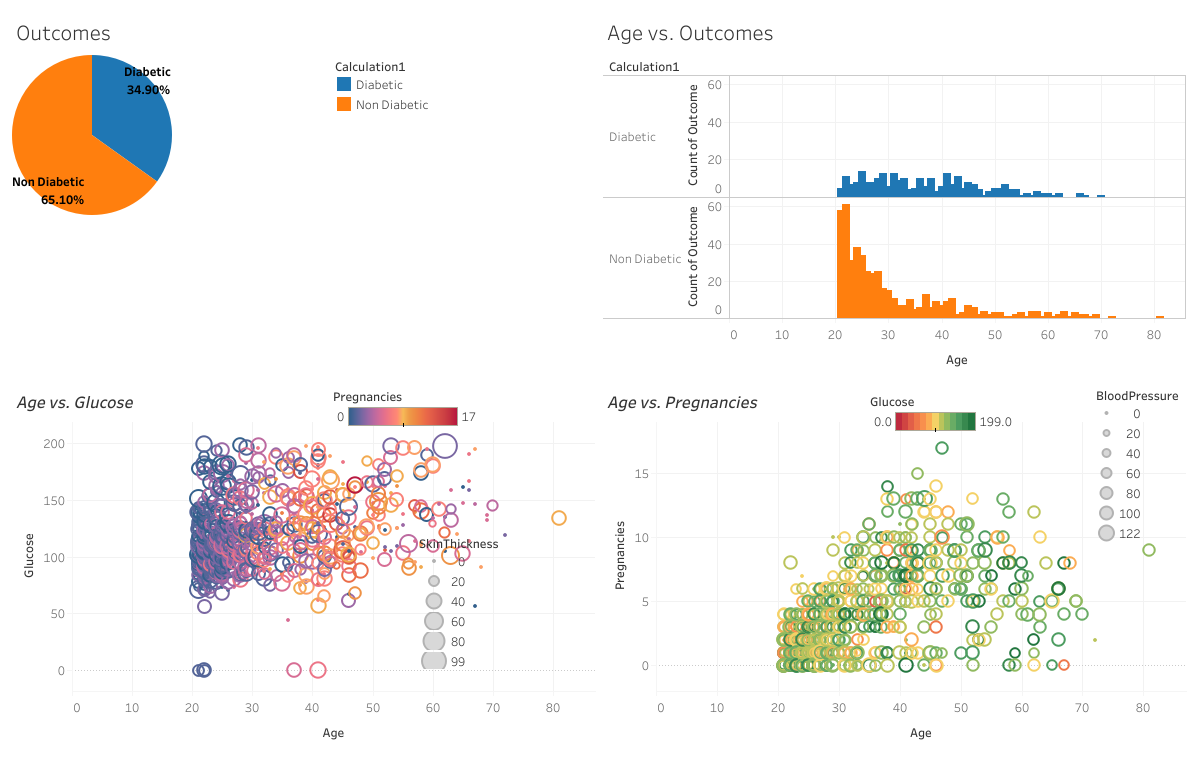 Outcomes
Diabetic
34.90%
Non Diabetic
65.10%
Calculation1
Diabetic
Non Diabetic
Age vs. Outcomes
Calculation1
Diabetic
Count of Outcome
60
40
20
0
Non Diabetic
Count of Outcome
60
40
20
0
0 10 20 30 40 50 60 70 80
Age
Age vs. Glucose
Pregnancies
0 17
Glucose
200
150
100
50
0
SkinThickness
0
20
40
60
80
99
0 10 20 30 40 50 60 70 80
Age
Age vs. Pregnancies
Glucose
0.0 199.0
BloodPressure
0
20
40
60
80
100
122
Pregnancies
15
10
5
0
0 10 20 30 40 50 60 70 80
Age